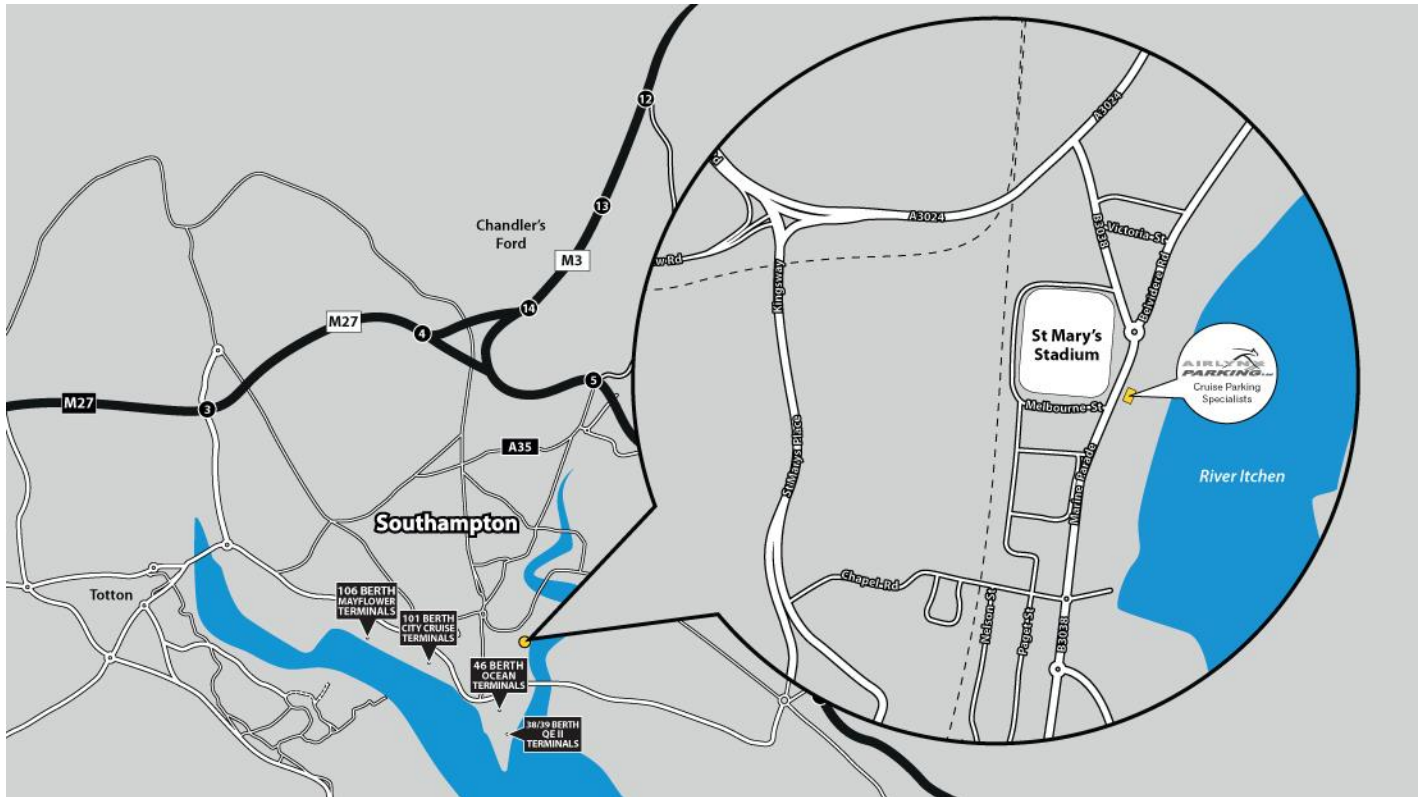 12
13
Chandler's
Ford
M3
14
M27
4
5
M27
3
A35
Southampton
Totton
106 BERTH
MAYFLOWER
TERMINALS
101 BERTH
CITY CRUISE
TERMINALS
46 BERTH
OCEAN
TERMINALS
38/39 BERTH
QE II
TERMINALS
A3024
A3024
w Rd
Kingsway
St Marys Place
B3038
Victoria St
Belvidere Rd
St Mary's
Stadium
AIRLYNX
PARKING
Cruise Parking
Specialists
Melbourne St
Marine Parade
River Itchen
Chapel Rd
Nelson St
Paget St
B3038